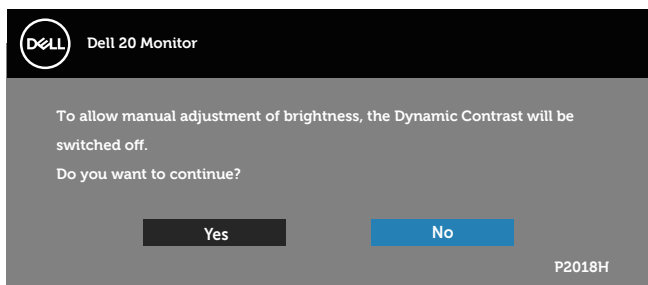 DELL
Dell 20 Monitor
To allow manual adjustment of brightness, the Dynamic Contrast will be
switched off.
Do you want to continue?
Yes No
P2018H